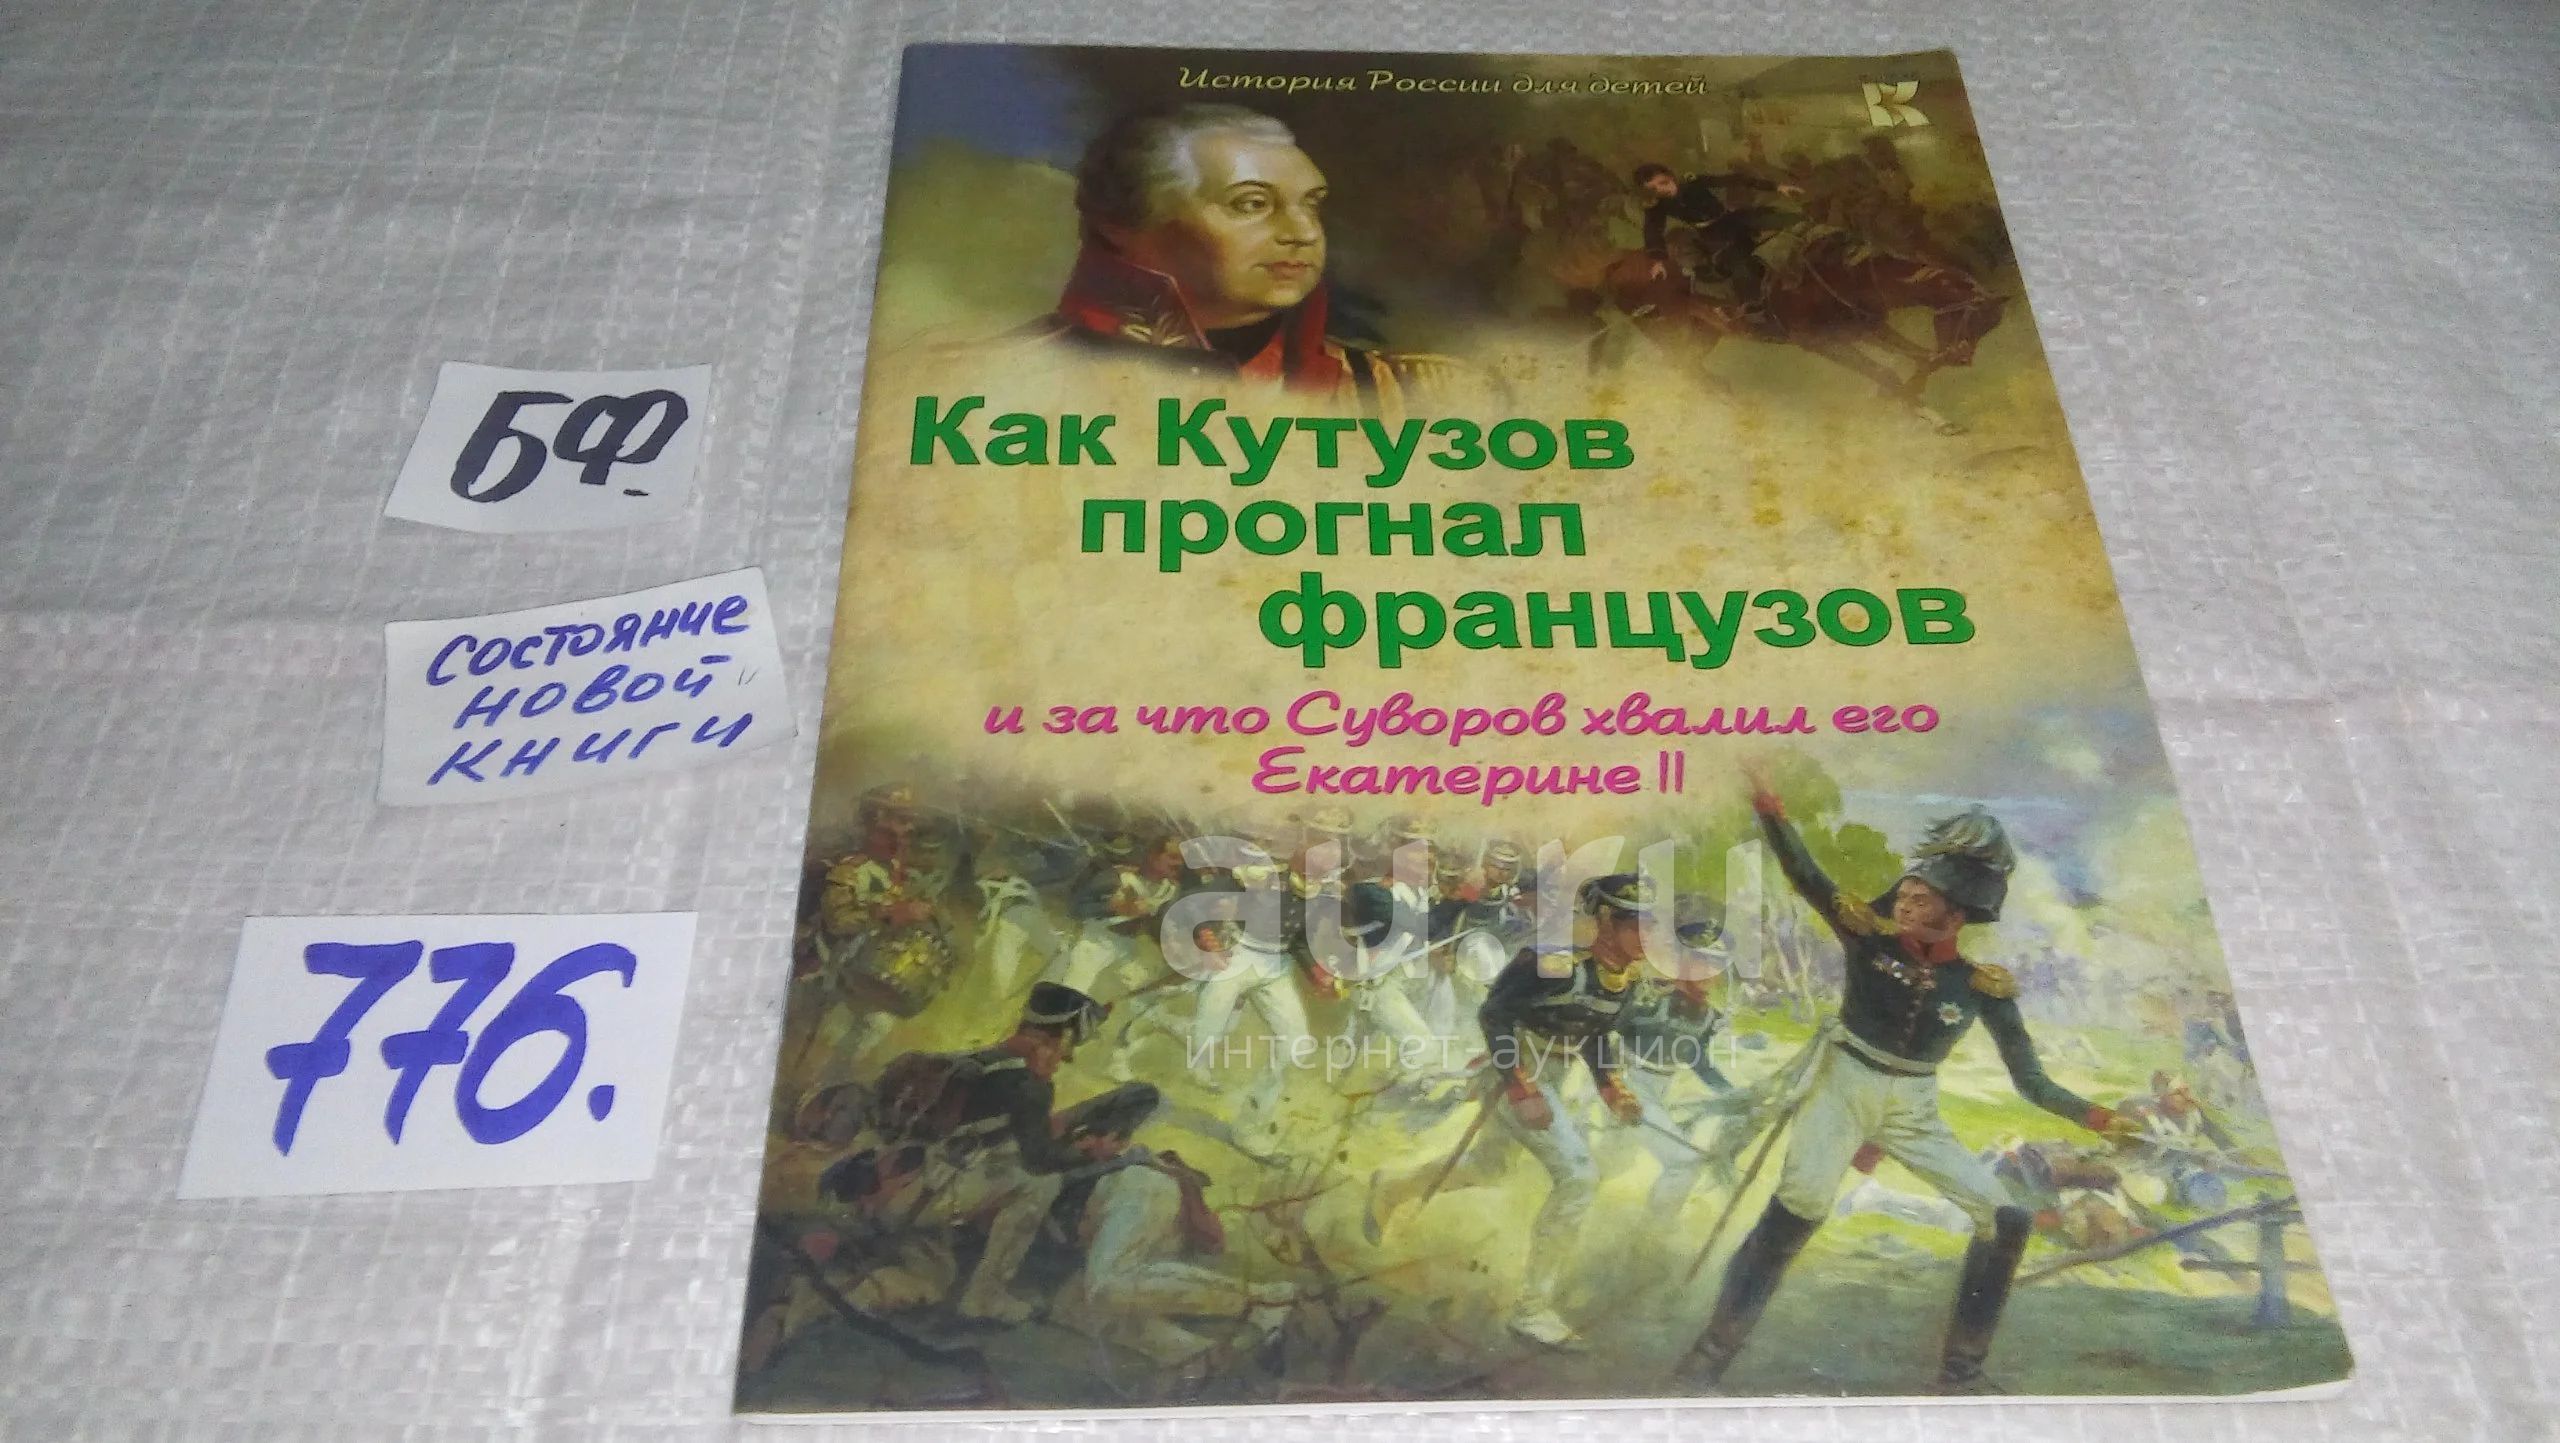 История России для детей
Как Кутузов
прогнал
французов
и за что Суворов хвалил его
Екатерине II
БФ.
состояние
новой
книги
776.
au.ru
интернет-аукцион